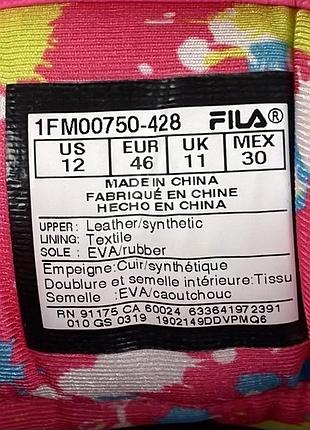 1FM00750-428 FILA®
US EUR UK MEX
12 46 11 30
MADE IN CHINA
FABRIQUÉ EN CHINE
HECHO EN CHINA
UPPER: Leather/synthetic
LINING: Textile
SOLE : EVA/rubber
Empeigne:Cuir/synthétique
Doublure et semelle intérieure:Tissu
Semelle :EVA/caoutchouc
RN 91175 CA 60024 633641972391
010 GS 0319 1902149DDVPMQ6